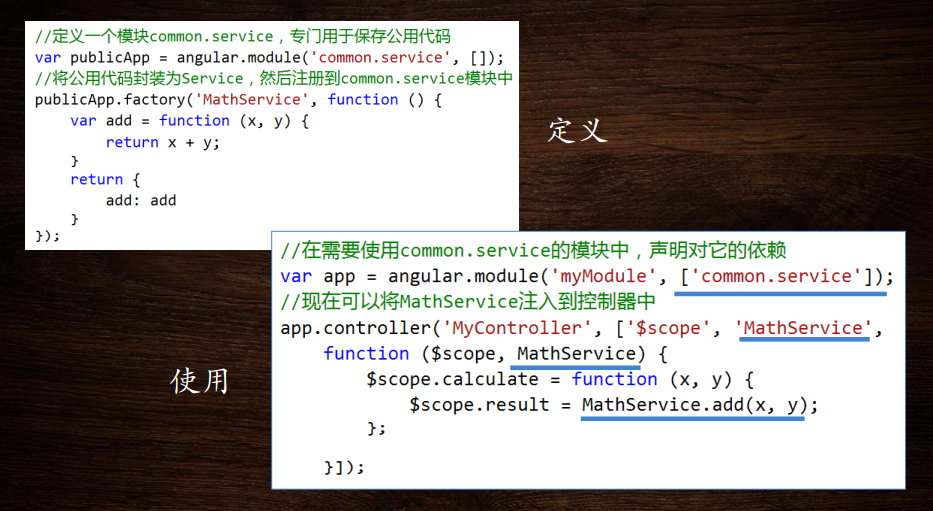 //定义一个模块common.service，专门用于保存公用代码
var publicApp = angular.module('common.service', []);
//将公用代码封装为Service，然后注册到common.service模块中
publicApp.factory('MathService', function () {
    var add = function (x, y) {
        return x + y;
    }
    return {
        add: add
    }
});
定义
//在需要使用common.service的模块中，声明对它的依赖
var app = angular.module('myModule', ['common.service']);
//现在可以将MathService注入到控制器中
app.controller('MyController', ['$scope', 'MathService',
    function ($scope, MathService) {
        $scope.calculate = function (x, y) {
            $scope.result = MathService.add(x, y);
        };
    }]);
使用